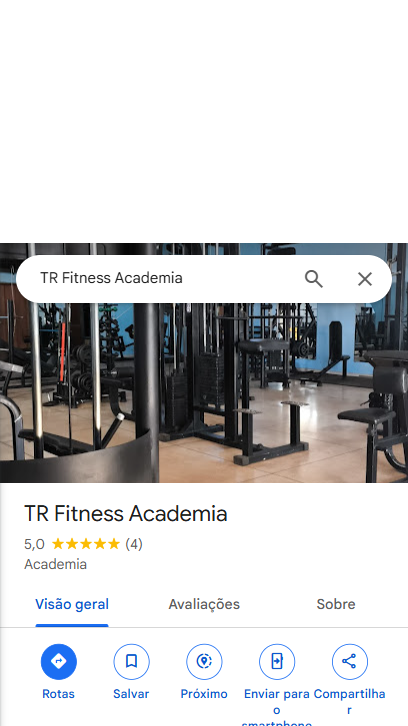 TR Fitness Academia
TR Fitness Academia
5,0 (4)
Academia
Visão geral Avaliações Sobre
Rotas Salvar Próximo Enviar para o smartphone Compartilhar